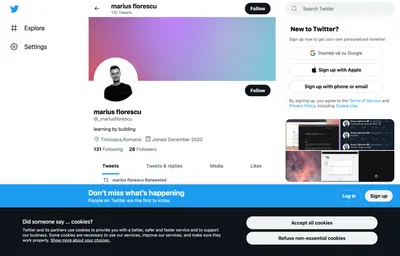 marius florescu
110 Tweets
Follow
Search Twitter
Explore
Settings
New to Twitter?
Sign up now to get your own personalized timeline!
Înscrieți-vă cu Google
Sign up with Apple
Sign up with phone or email
By signing up, you agree to the Terms of Service and
Privacy Policy, including Cookie Use.
Follow
marius florescu
@_mariusflorescu
learning by building
Timisoara,Romania
Joined December 2020
131 Following
28 Followers
Tweets
Tweets & replies
Media
Likes
marius florescu Retweeted
Don't miss what's happening
People on Twitter are the first to know.
Log in
Sign up
Did someone say … cookies?
Twitter and its partners use cookies to provide you with a better, safer and faster service and to support
our business. Some cookies are necessary to use our services, improve our services, and make sure they
work properly. Show more about your choices.
Accept all cookies
Refuse non-essential cookies